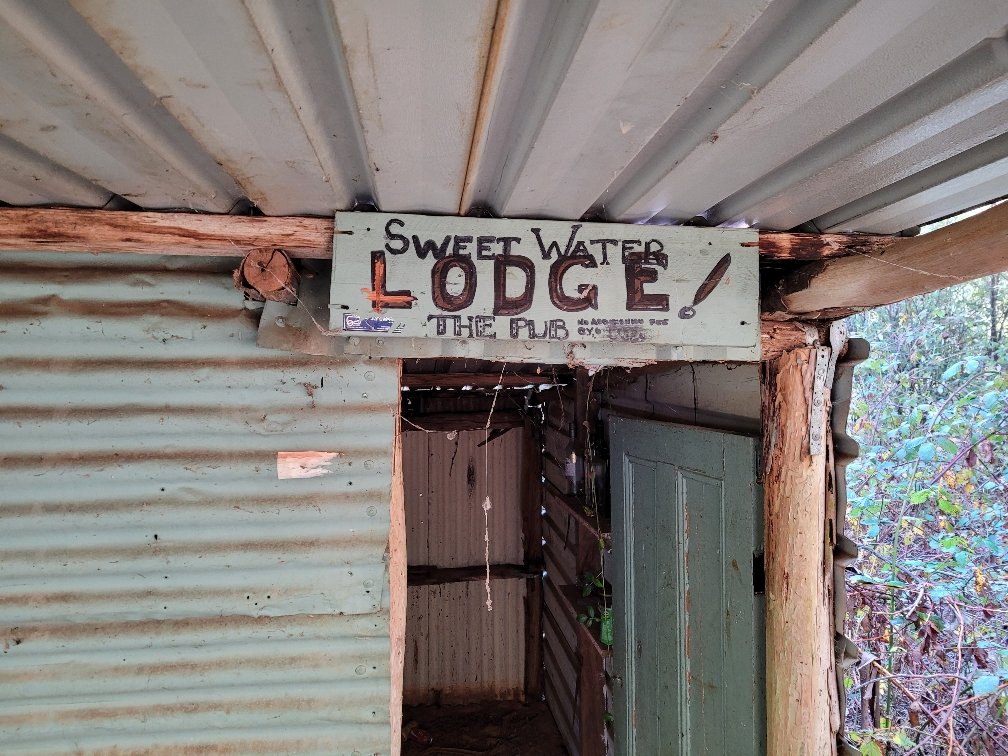 SWEET WATER
LODGE!
THE PUB
B.Y.O